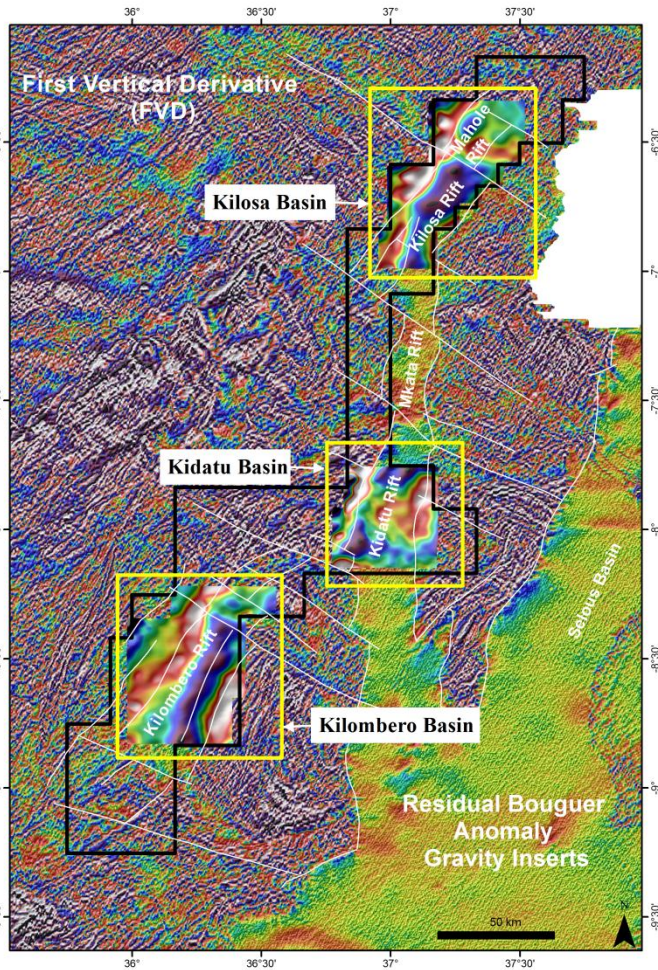 36° 36°30' 37° 37°30'
First Vertical Derivative
(FVD)
Mahole
Rift
-6°30'
Kilosa Basin
Kilosa Rift
-7°
Mkata Rift
-7°30'
Kidatu Basin
Kidatu Rift
-8°
Selous Basin
Kilombero Rift
-8°30'
Kilombero Basin
-9°
Residual Bouguer
Anomaly
Gravity Inserts
N
50 km
-9°30'
36° 36°30' 37° 37°30'